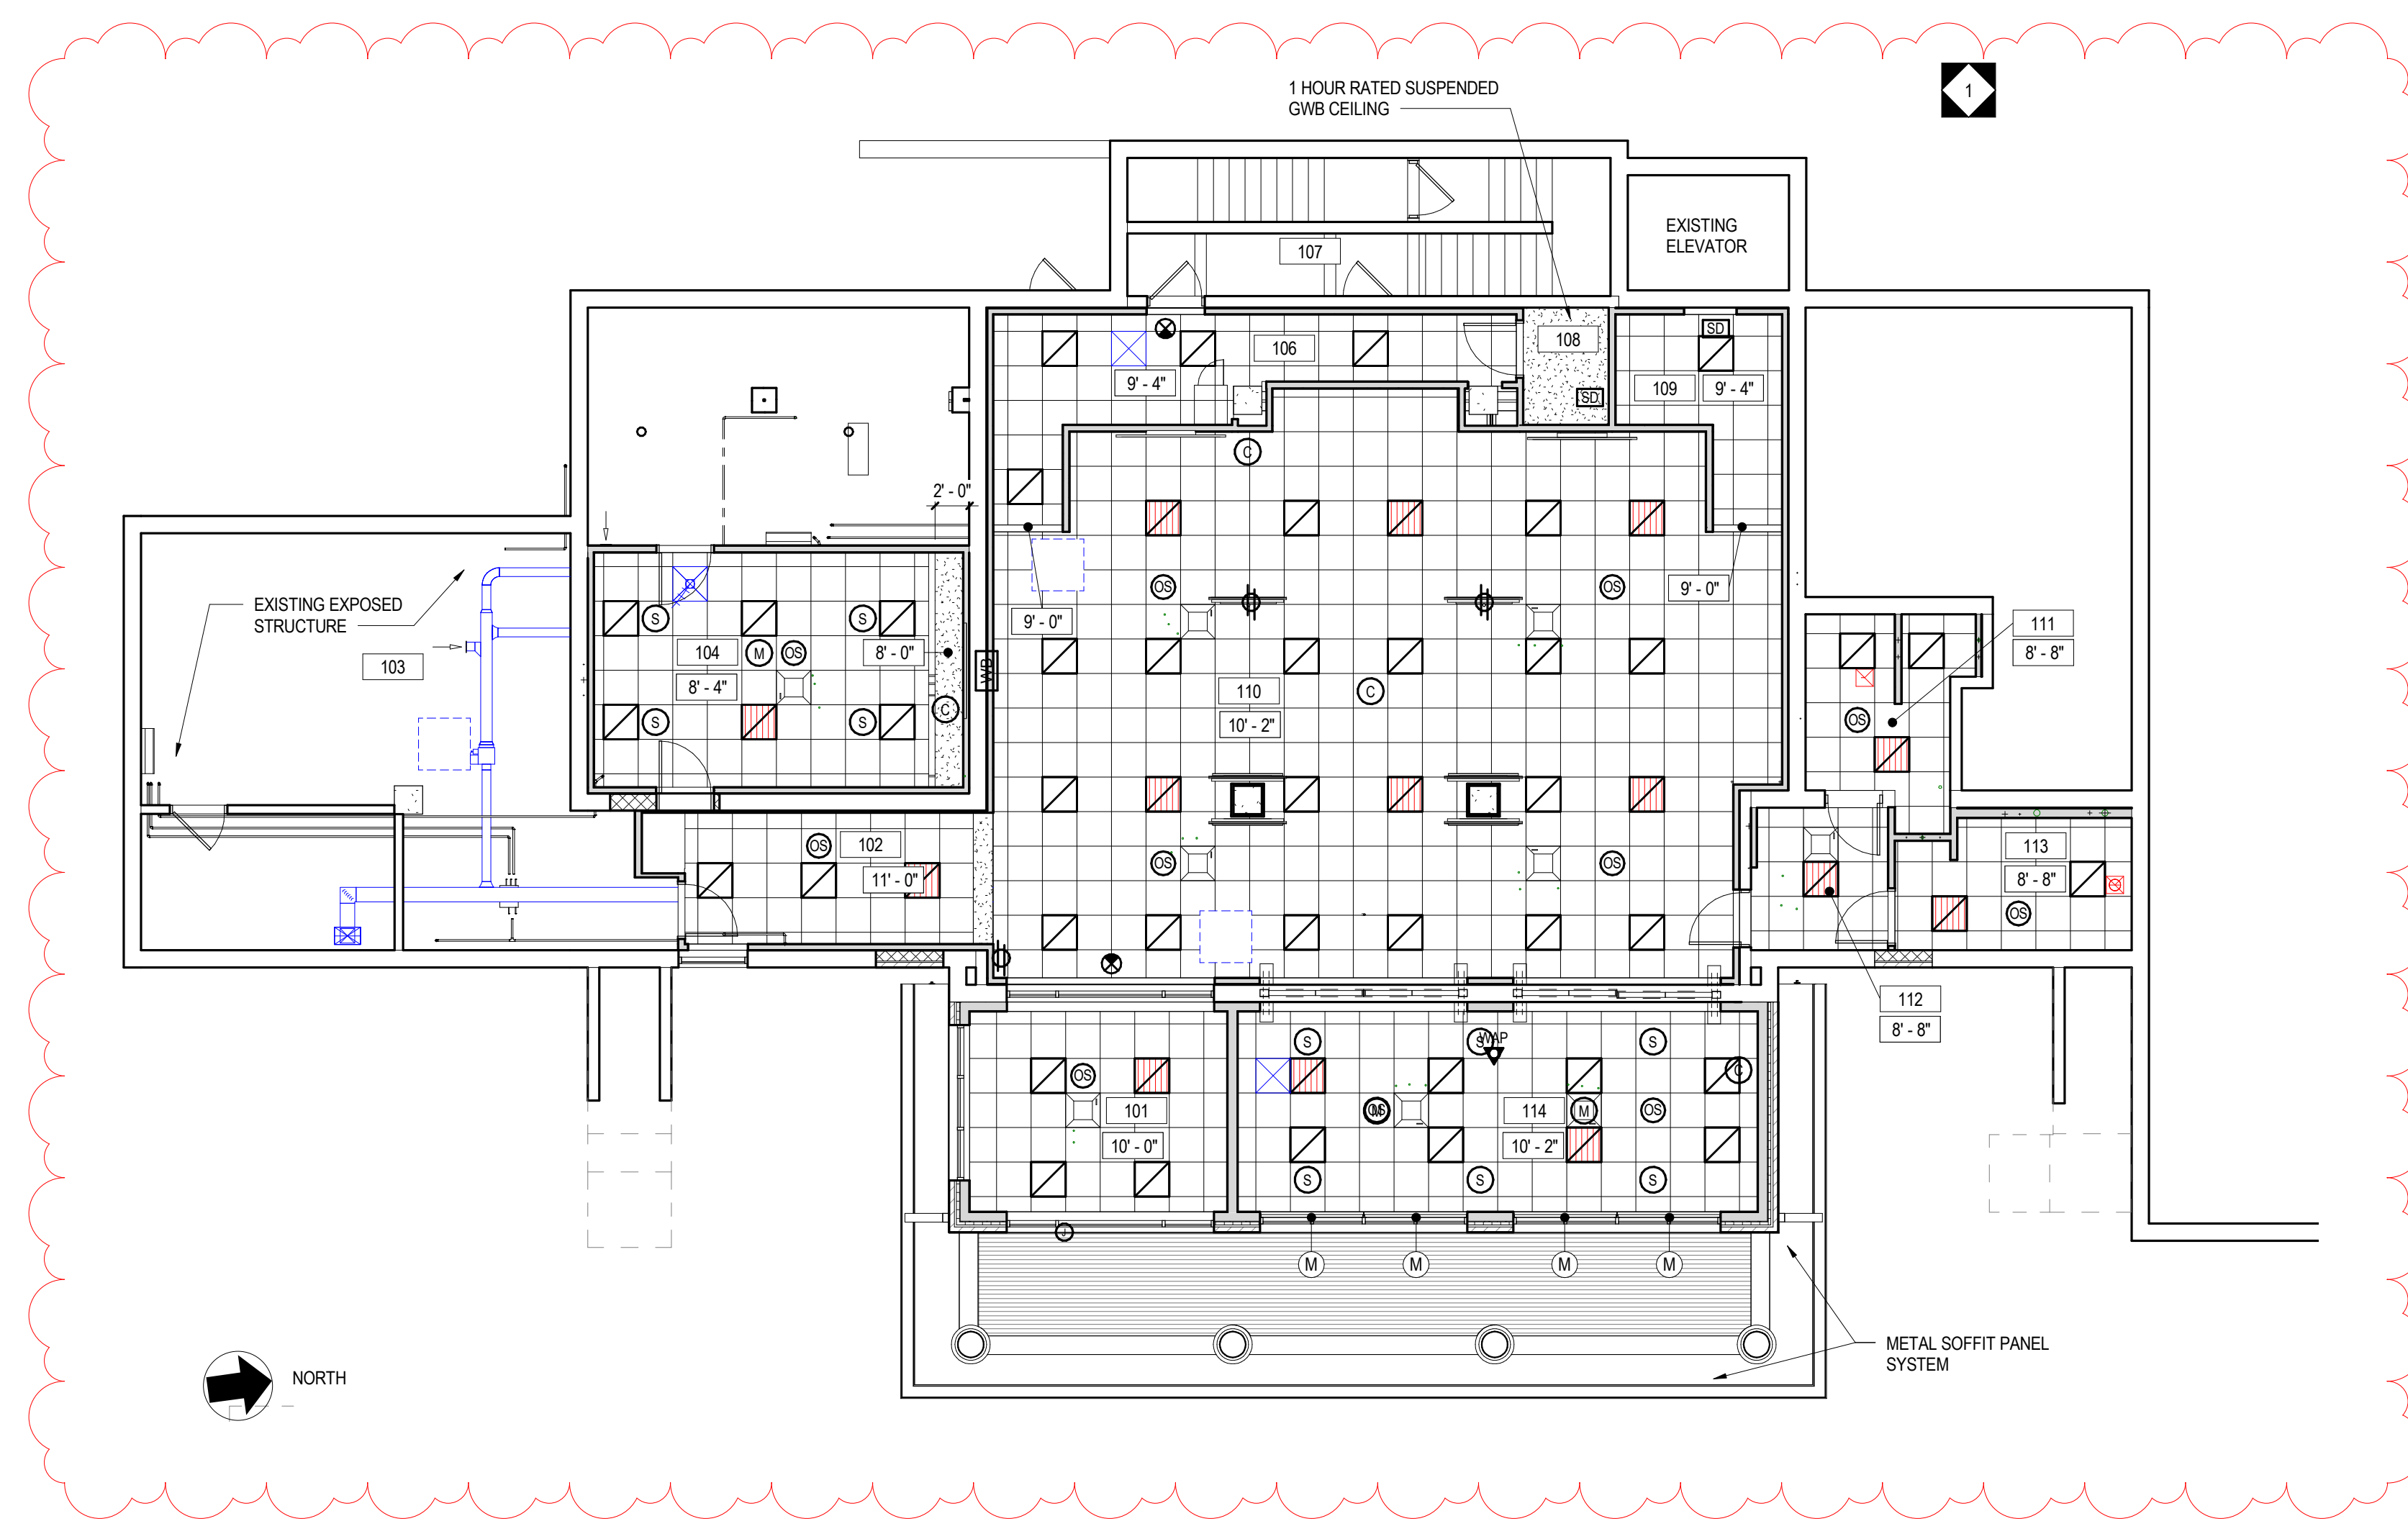 1 HOUR RATED SUSPENDED
GWB CEILING
1
EXISTING
ELEVATOR
107
SD
106
108
9' - 4"
109
9' - 4"
SD
C
2' - 0"
OS
OS
9' - 0"
9' - 0"
EXISTING EXPOSED
STRUCTURE
103
S
S
104
M
OS
8' - 0"
8' - 4"
WB
S
S
C
110
10' - 2"
C
111
8' - 8"
OS
OS
102
11' - 0"
OS
OS
113
8' - 8"
OS
112
8' - 8"
S
S
WAP
S
C
OS
101
10' - 0"
OS
M
114
10' - 2"
M
OS
S
S
S
J
M
M
M
M
METAL SOFFIT PANEL
SYSTEM
NORTH